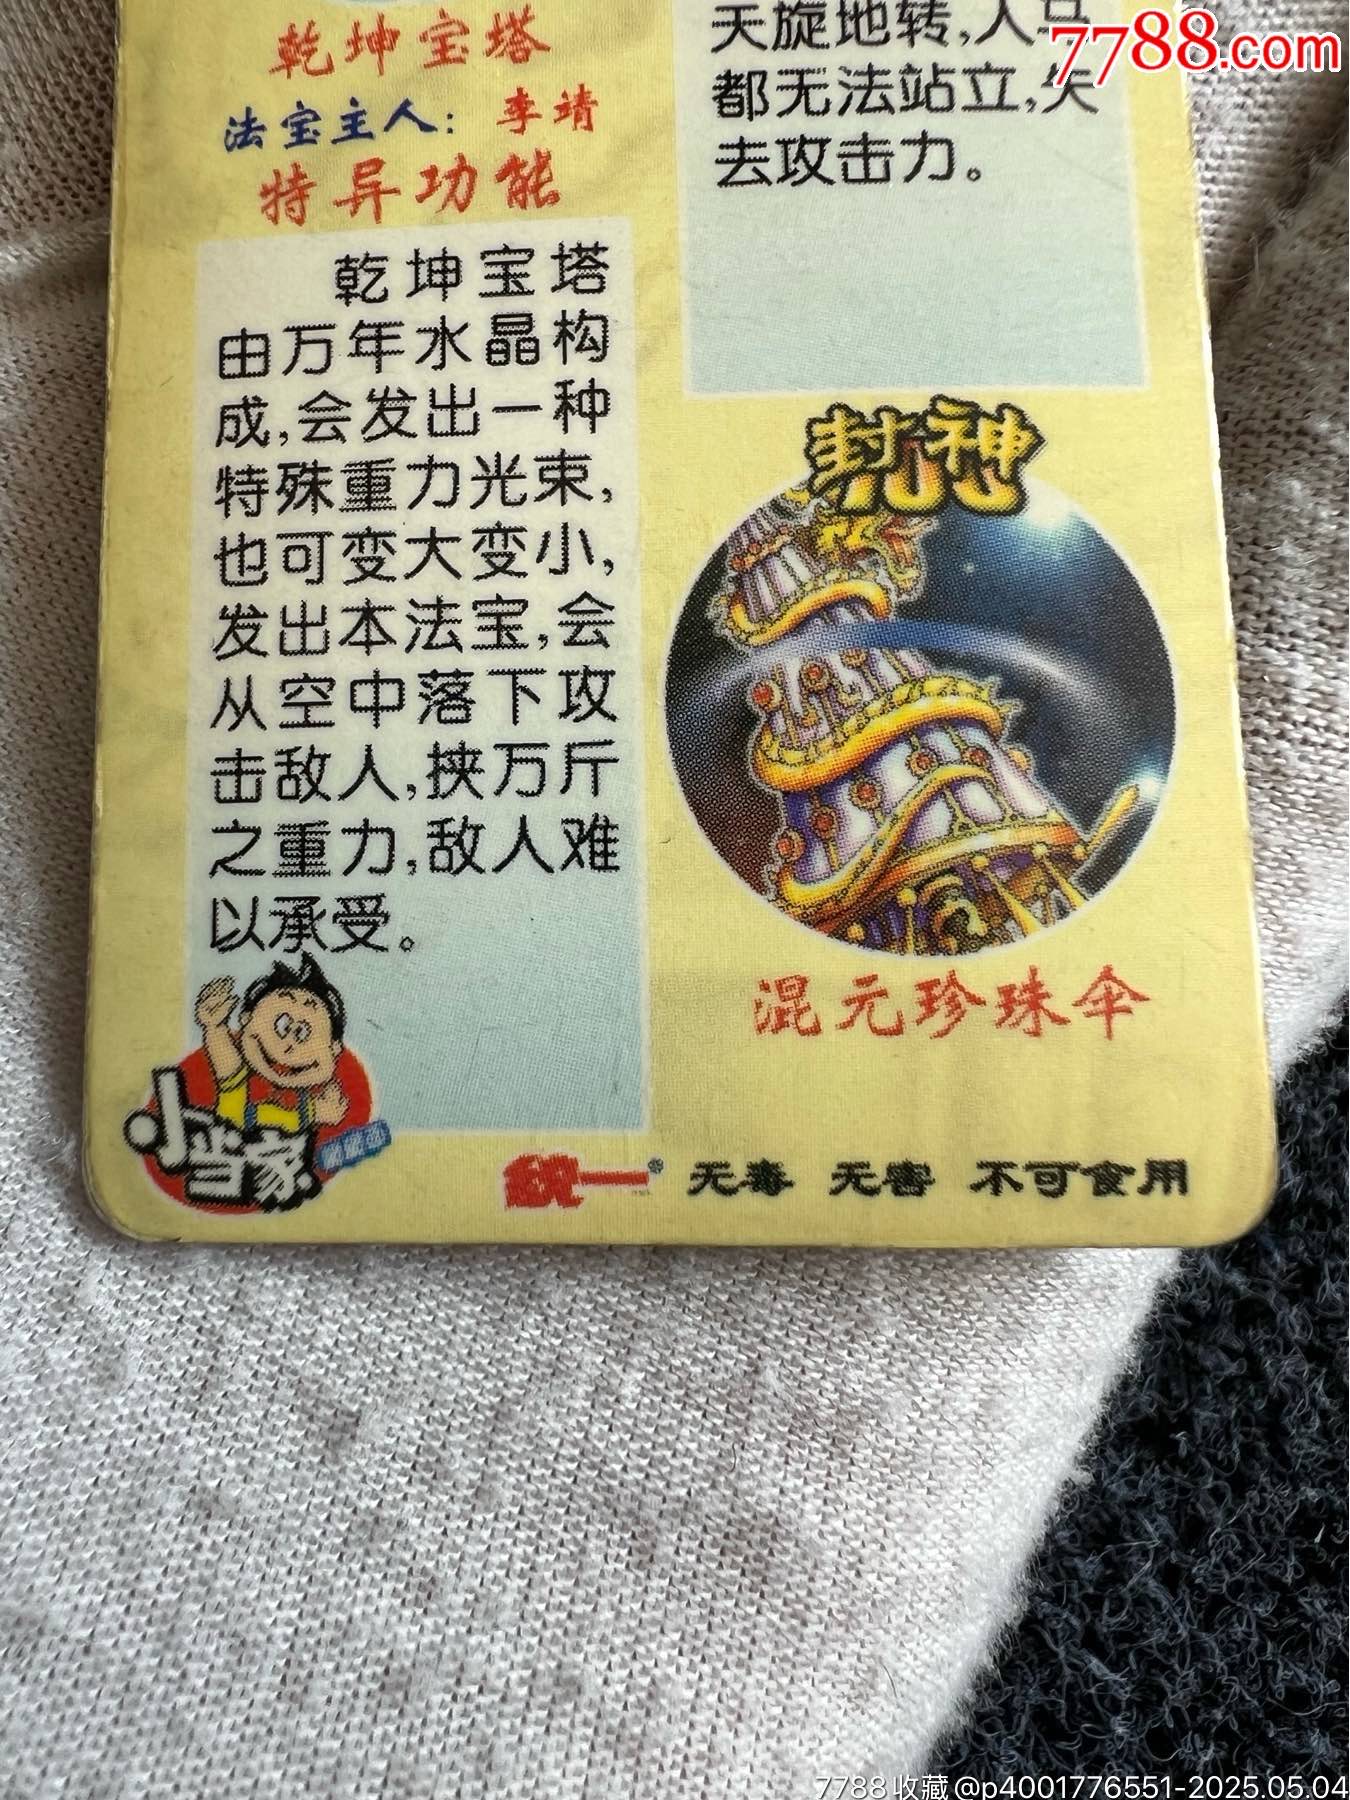 7788.com
乾坤宝塔
法宝主人：李靖
特异功能
乾坤宝塔
由万年水晶构
成，会发出一种
特殊重力光束，
也可变大变小，
发出本法宝，会
从空中落下攻
击敌人，挟万斤
之重力，敌人难
以承受。
天旋地转，人马
都无法站立，失
去攻击力。
封神
混元珍珠伞
小当家
统一® 无毒 无害 不可食用
7788收藏@p4001776551-2025.05.04